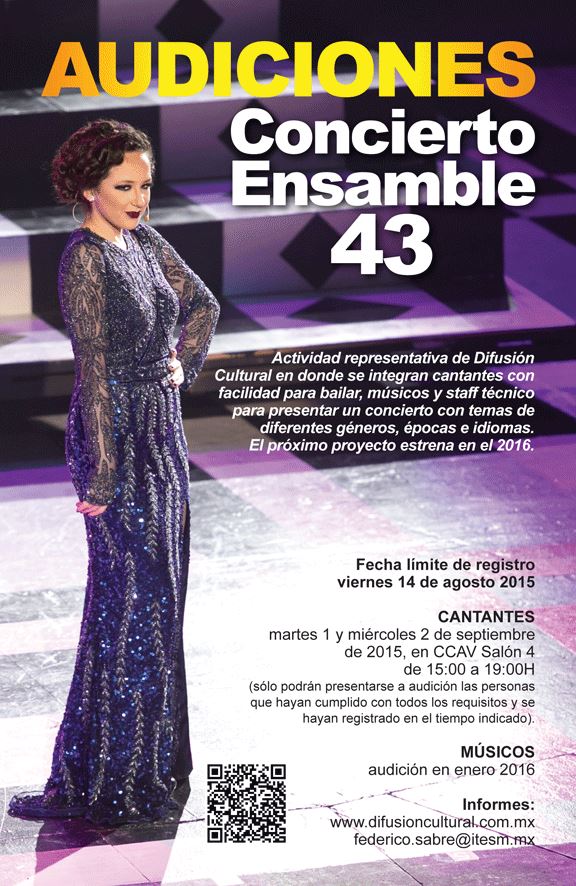 AUDICIONES
Concierto
Ensamble
43
Actividad representativa de Difusión
Cultural en donde se integran cantantes con
facilidad para bailar, músicos y staff técnico
para presentar un concierto con temas de
diferentes géneros, épocas e idiomas.
El próximo proyecto estrena en el 2016.
Fecha límite de registro
viernes 14 de agosto 2015
CANTANTES
martes 1 y miércoles 2 de septiembre
de 2015, en CCAV Salón 4
de 15:00 a 19:00H
(sólo podrán presentarse a audición las personas
que hayan cumplido con todos los requisitos y se
hayan registrado en el tiempo indicado).
MÚSICOS
audición en enero 2016
Informes:
www.difusioncultural.com.mx
federico.sabre@itesm.mx